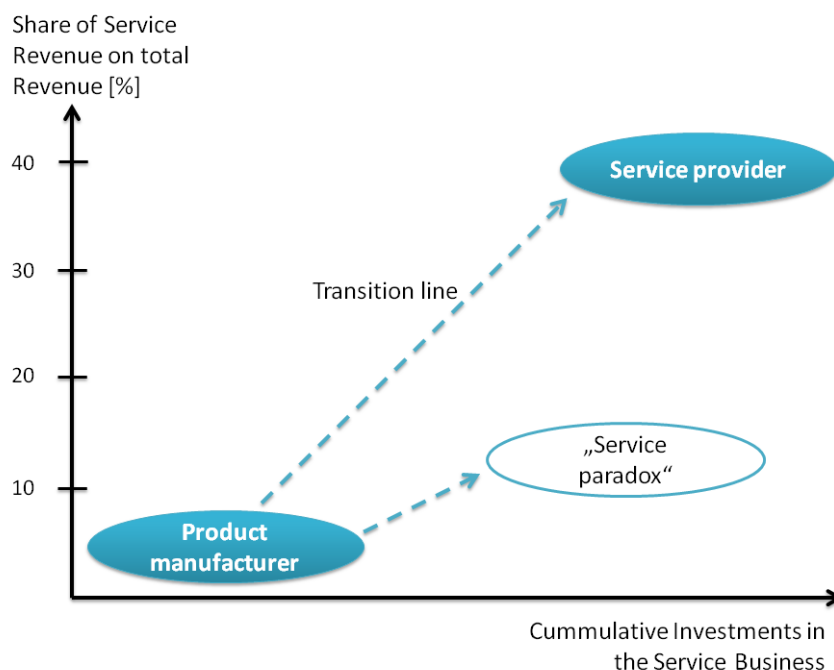 Share of Service
Revenue on total
Revenue [%]
40
Service provider
30
Transition line
20
„Service
paradox“
10
Product
manufacturer
Cummulative Investments in
the Service Business